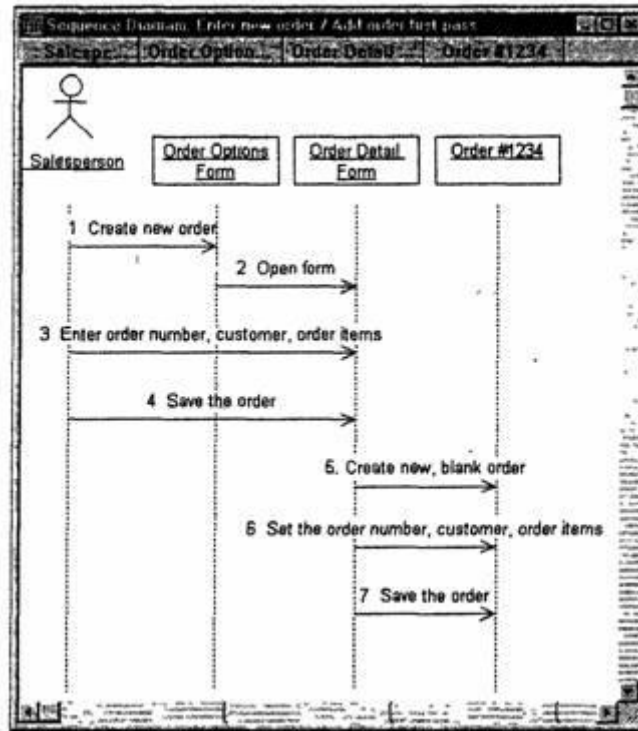 Sequence Diagram: Enter new order / Add order first pass
Salespe... Order Option... Order Detail ... Order #1234
Salesperson
Order Options
Form
Order Detail
Form
Order #1234
1 Create new order
2 Open form
3 Enter order number, customer, order items
4 Save the order
5. Create new, blank order
6 Set the order number, customer, order items
7 Save the order